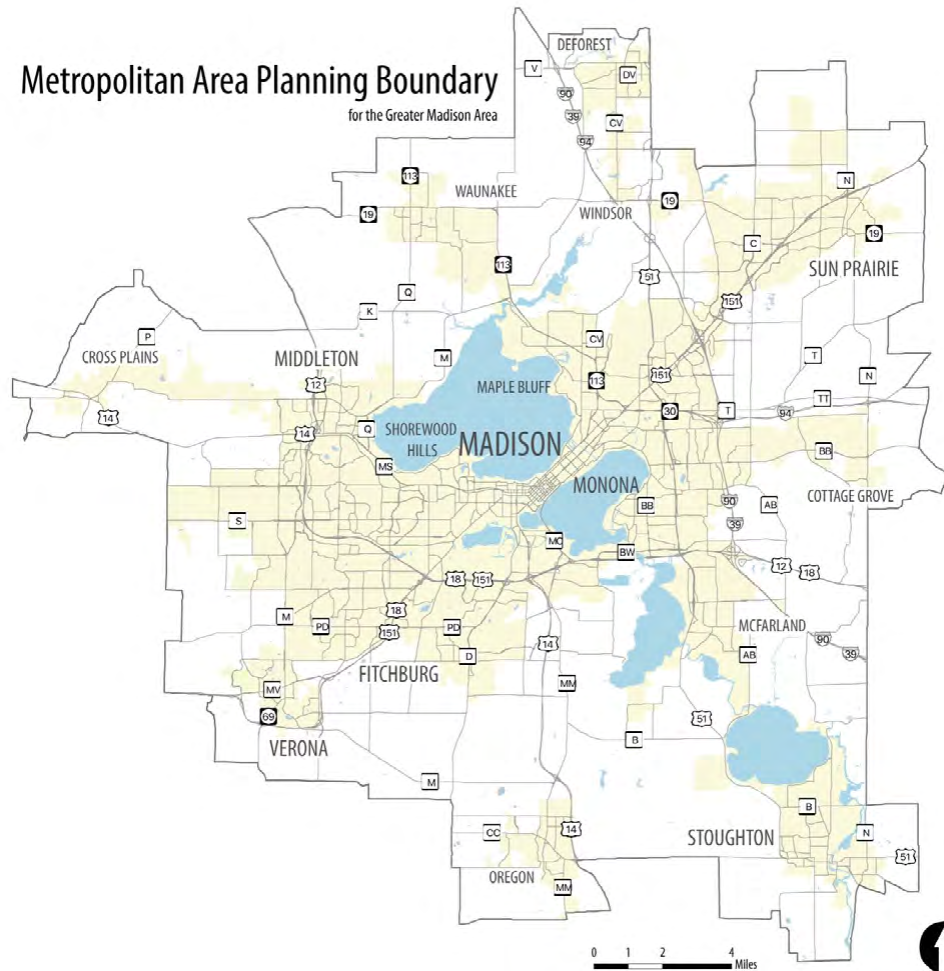 Metropolitan Area Planning Boundary
for the Greater Madison Area
DEFOREST
V
DV
90
39
CV
94
113
N
WAUNAKEE
19
19
WINDSOR
19
C
113
SUN PRAIRIE
51
Q
151
K
P
CV
CROSS PLAINS
MIDDLETON
M
T
151
N
12
MAPLE BLUFF
113
TT
14
30
T
94
Q
SHOREWOOD
HILLS
14
MADISON
BB
MS
MONONA
COTTAGE GROVE
90
BB
AB
S
39
MC
BW
12
18
18
151
18
M
PD
PD
MCFARLAND
151
90
14
39
D
AB
FITCHBURG
MM
MV
69
51
B
VERONA
M
B
CC
14
STOUGHTON
N
51
OREGON
MM
0 1 2 4
Miles